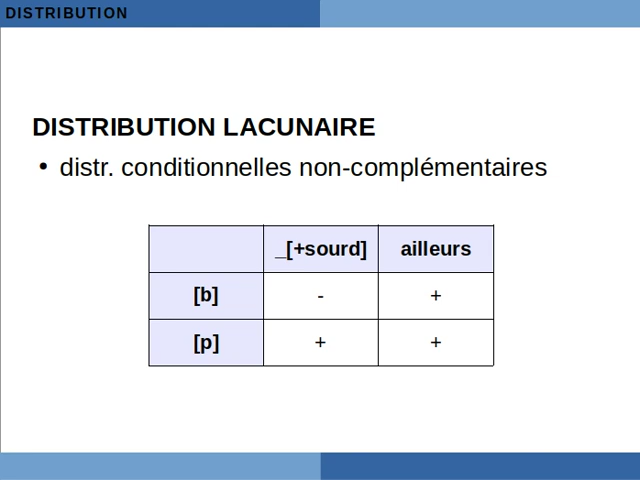 DISTRIBUTION
DISTRIBUTION LACUNAIRE
• distr. conditionnelles non-complémentaires
_[+sourd] ailleurs
[b] - +
[p] + +